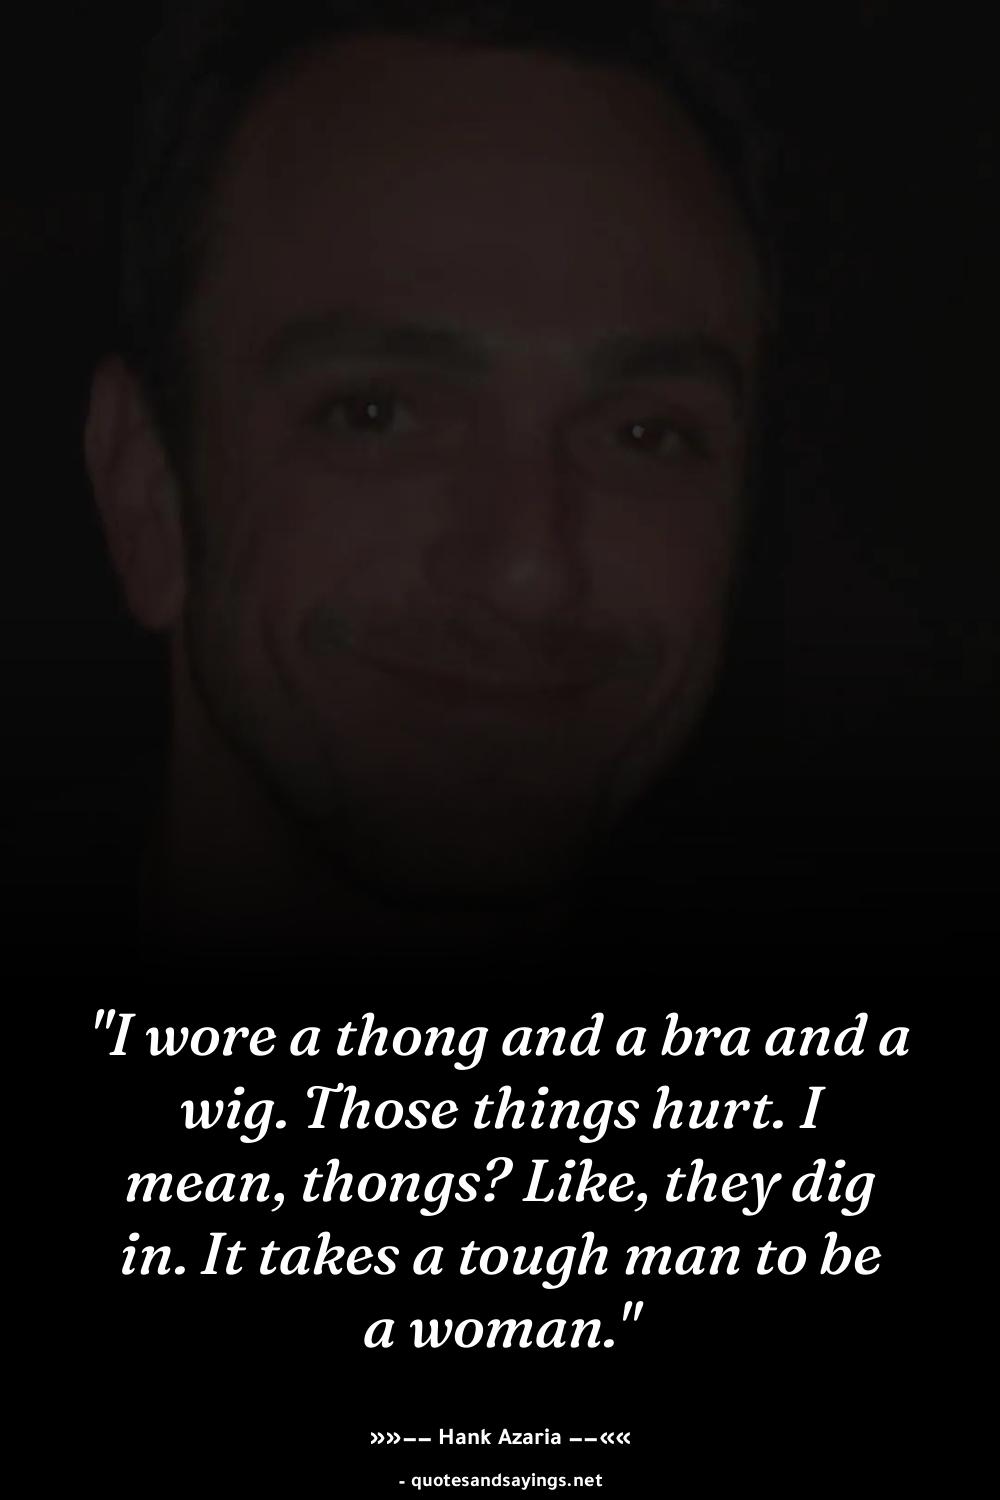 "I wore a thong and a bra and a
wig. Those things hurt. I
mean, thongs? Like, they dig
in. It takes a tough man to be
a woman."
»»–– Hank Azaria ––««
- quotesandsayings.net